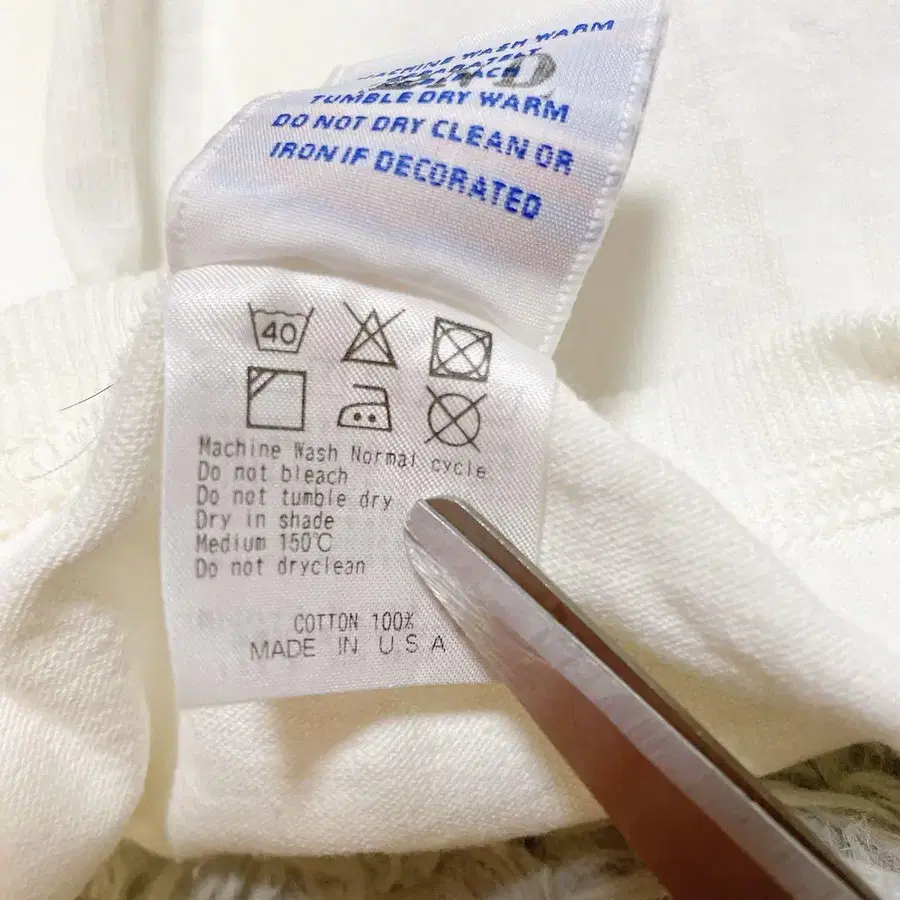 MACHINE WASH WARM
BLEACH
TUMBLE DRY WARM
DO NOT DRY CLEAN OR
IRON IF DECORATED
40
Machine Wash Normal cycle.
Do not bleach
Do not tumble dry
Dry in shade
Medium 150℃
Do not dryclean
COTTON 100%
MADE IN U.S.A